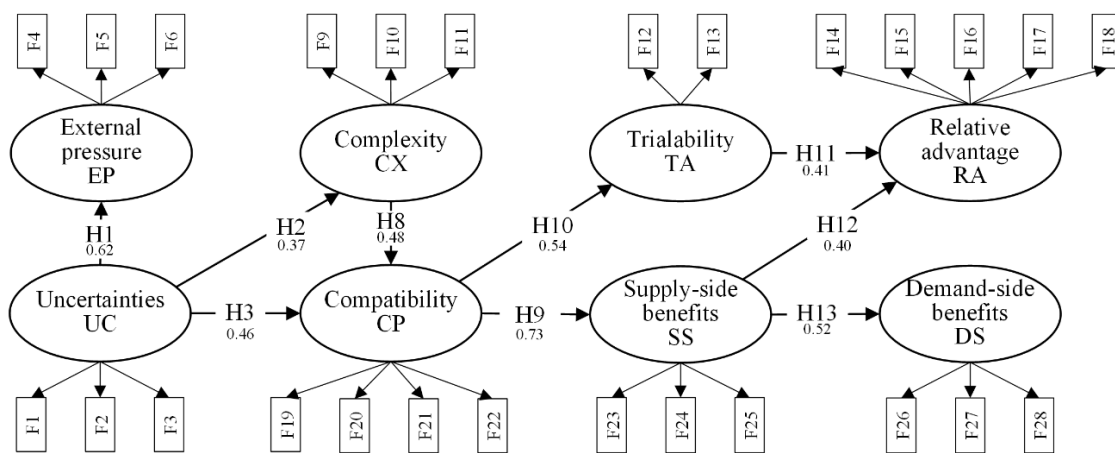 F4
F5
F6
F9
F10
F11
F12
F13
F14
F15
F16
F17
F18
External
pressure
EP
Complexity
CX
Trialability
TA
Relative
advantage
RA
H11
0.41
H1
0.62
H2
0.37
H8
0.48
H10
0.54
H12
0.40
Uncertainties
UC
H3
0.46
Compatibility
CP
H9
0.73
Supply-side
benefits
SS
H13
0.52
Demand-side
benefits
DS
F1
F2
F3
F19
F20
F21
F22
F23
F24
F25
F26
F27
F28